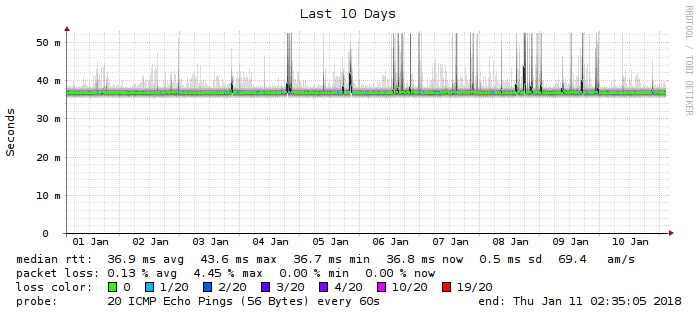 Last 10 Days
RRDTOOL / TOBI OETIKER
Seconds
50 m
40 m
30 m
20 m
10 m
0
01 Jan 02 Jan 03 Jan 04 Jan 05 Jan 06 Jan 07 Jan 08 Jan 09 Jan 10 Jan
median rtt: 36.9 ms avg 43.6 ms max 36.7 ms min 36.8 ms now 0.5 ms sd 69.4 am/s
packet loss: 0.13 % avg 4.45 % max 0.00 % min 0.00 % now
loss color: 0 1/20 2/20 3/20 4/20 10/20 19/20
probe: 20 ICMP Echo Pings (56 Bytes) every 60s end: Thu Jan 11 02:35:05 2018